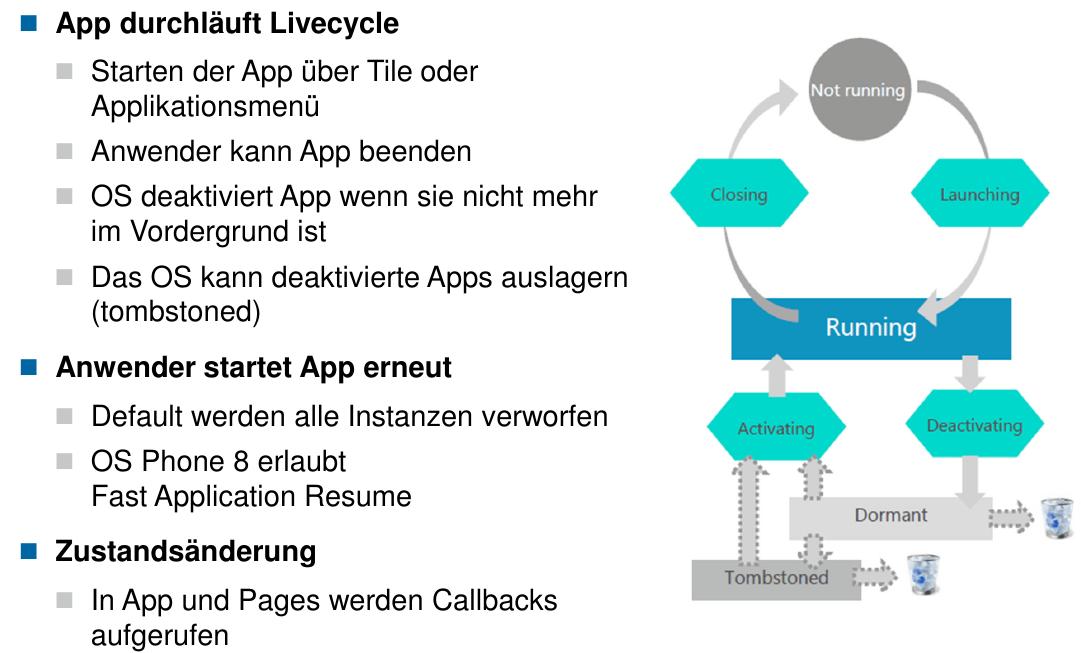 App durchläuft Livecycle
Starten der App über Tile oder
Applikationsmenü
Anwender kann App beenden
OS deaktiviert App wenn sie nicht mehr
im Vordergrund ist
Das OS kann deaktivierte Apps auslagern
(tombstoned)
Anwender startet App erneut
Default werden alle Instanzen verworfen
OS Phone 8 erlaubt
Fast Application Resume
Zustandsänderung
In App und Pages werden Callbacks
aufgerufen
Not running
Closing
Launching
Running
Activating
Deactivating
Dormant
Tombstoned